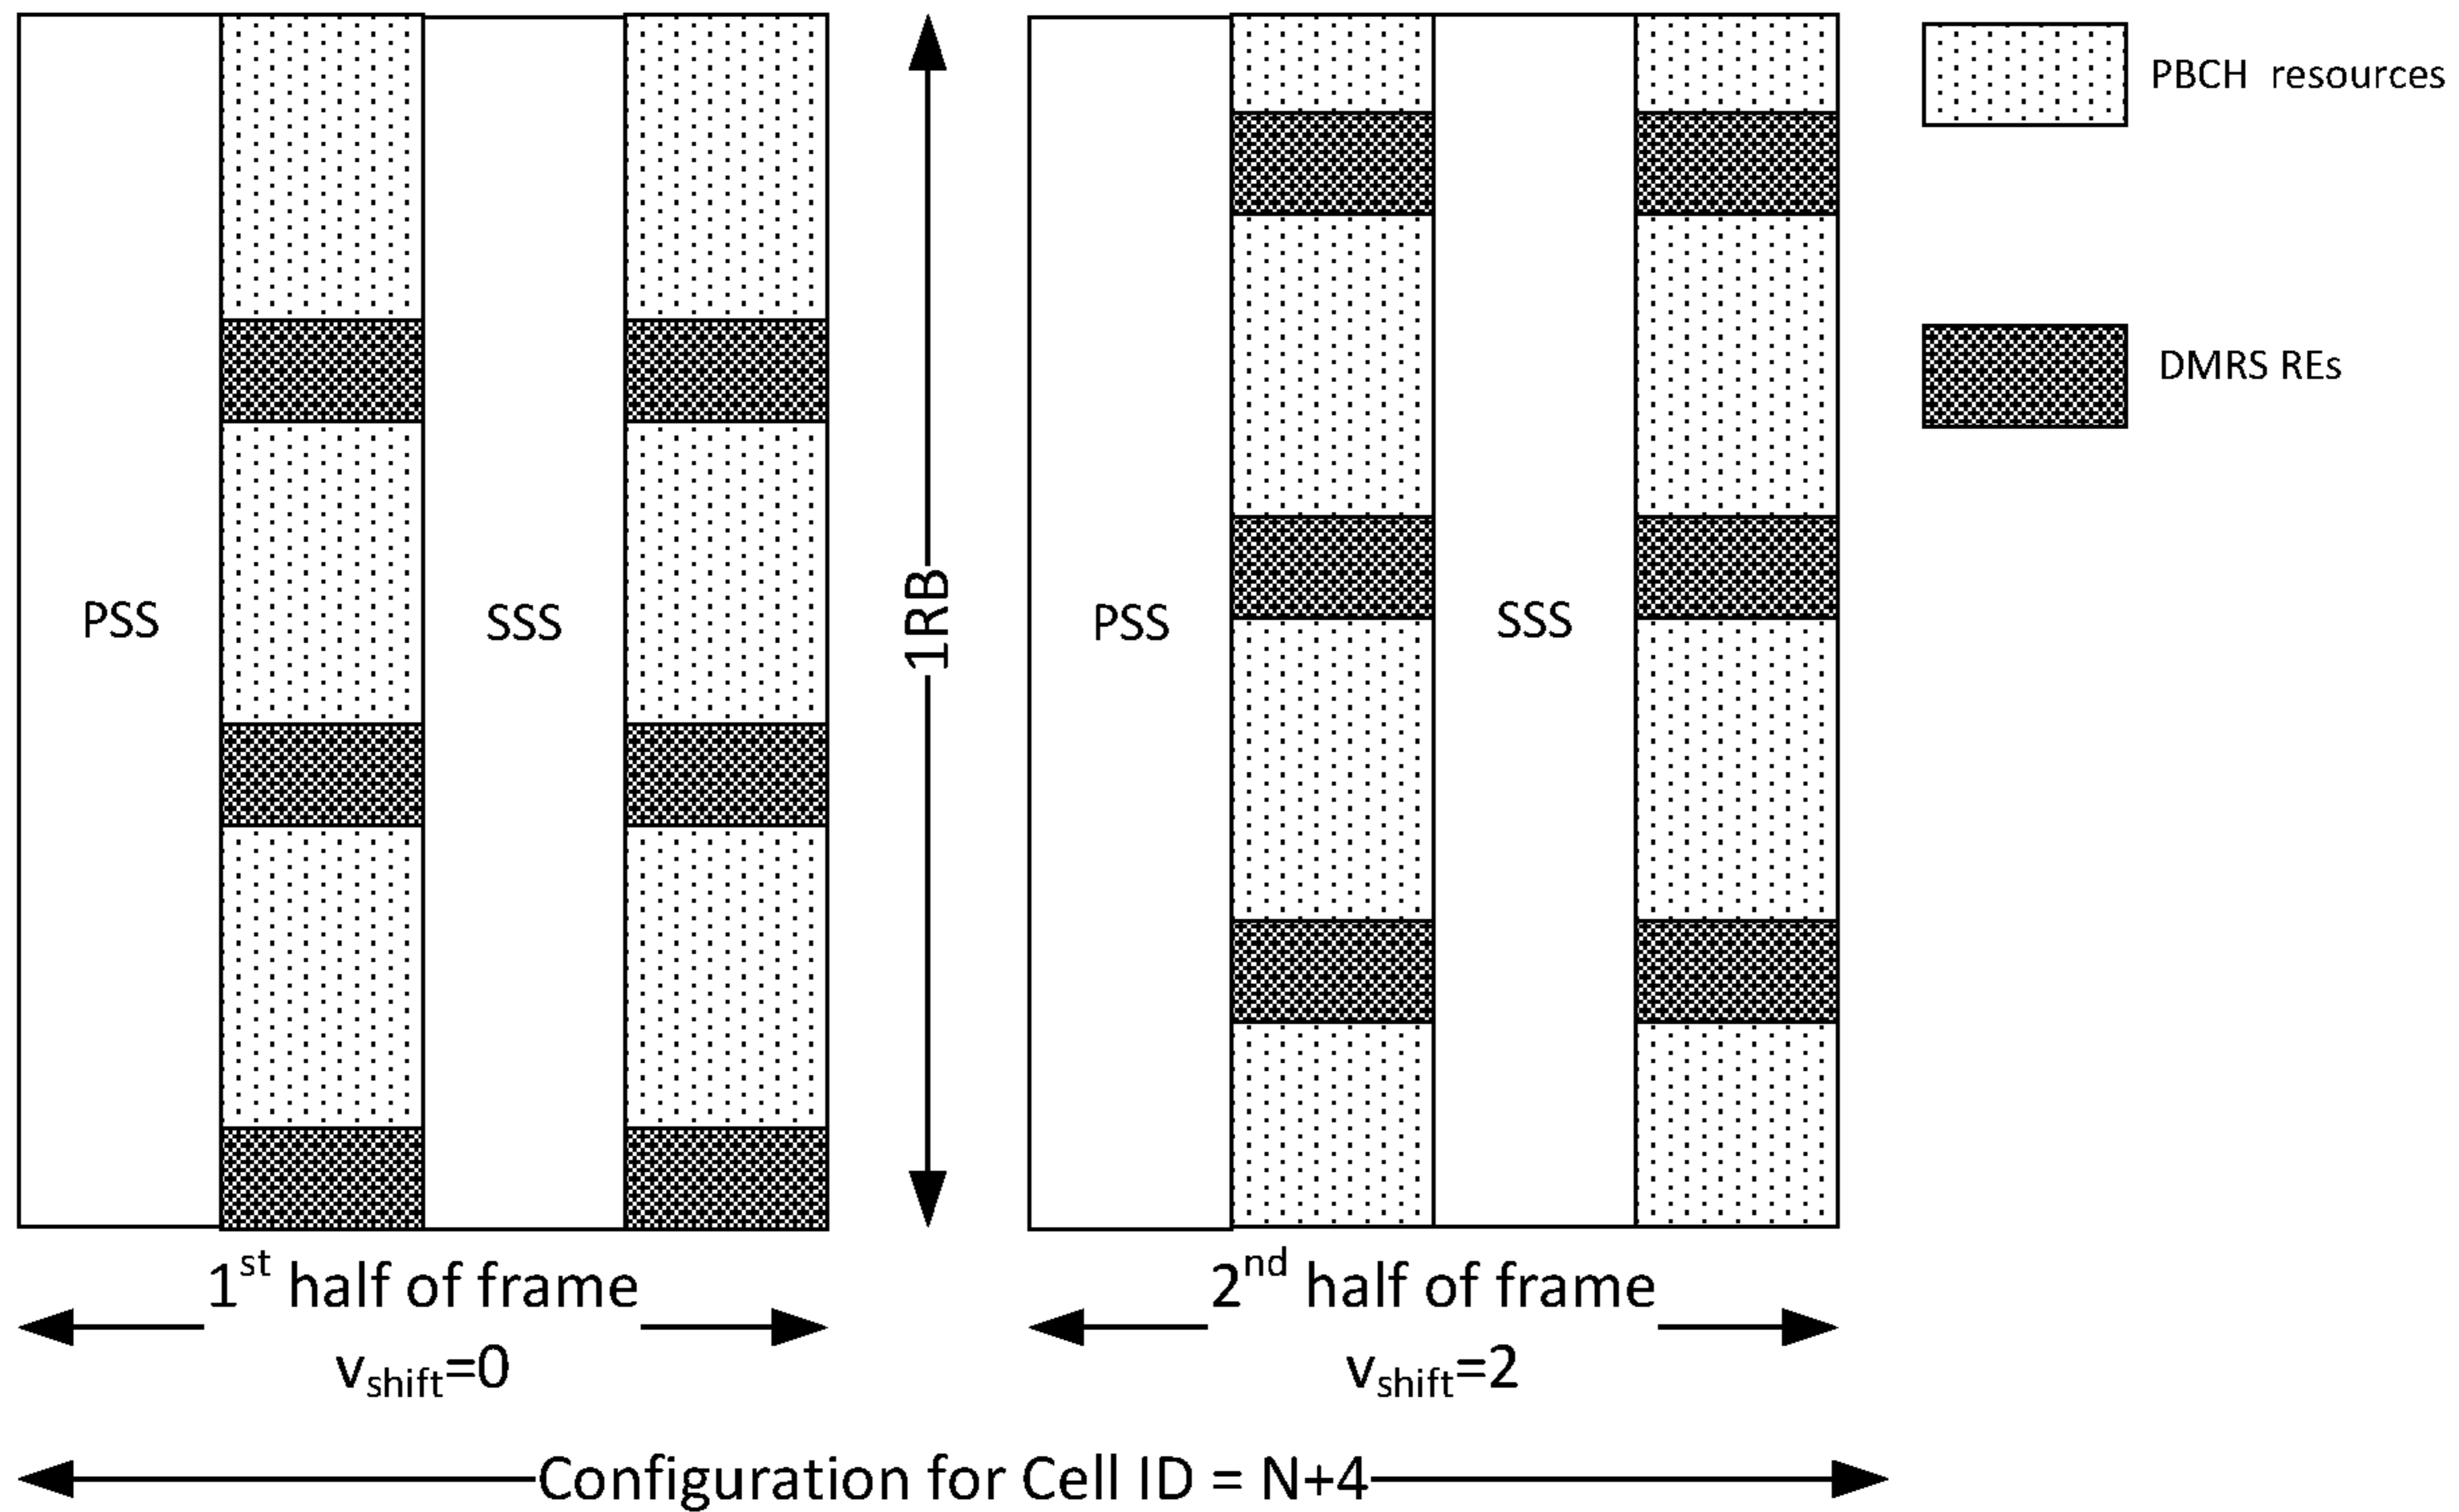 PBCH resources
DMRS REs
PSS
SSS
1RB
PSS
SSS
1st half of frame
vshift=0
2nd half of frame
vshift=2
Configuration for Cell ID = N+4